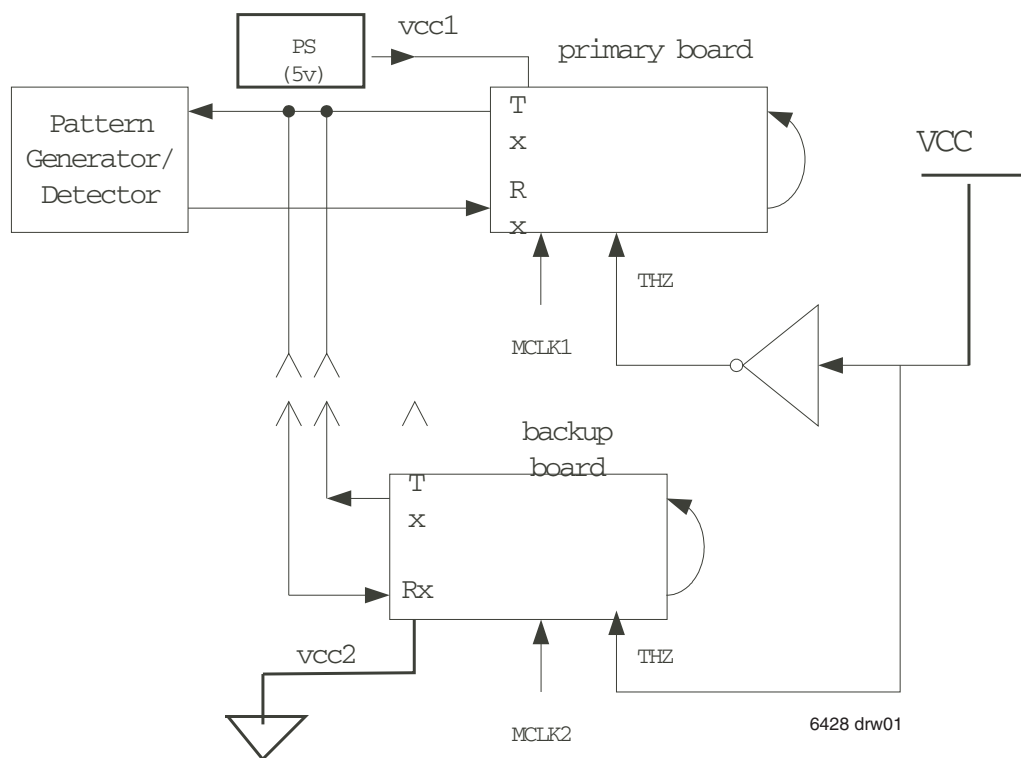 vcc1
PS
(5v)
primary board
Pattern
Generator/
Detector
T
x
R
x
VCC
THZ
MCLK1
backup
board
T
x
Rx
vcc2
THZ
MCLK2
6428 drw01